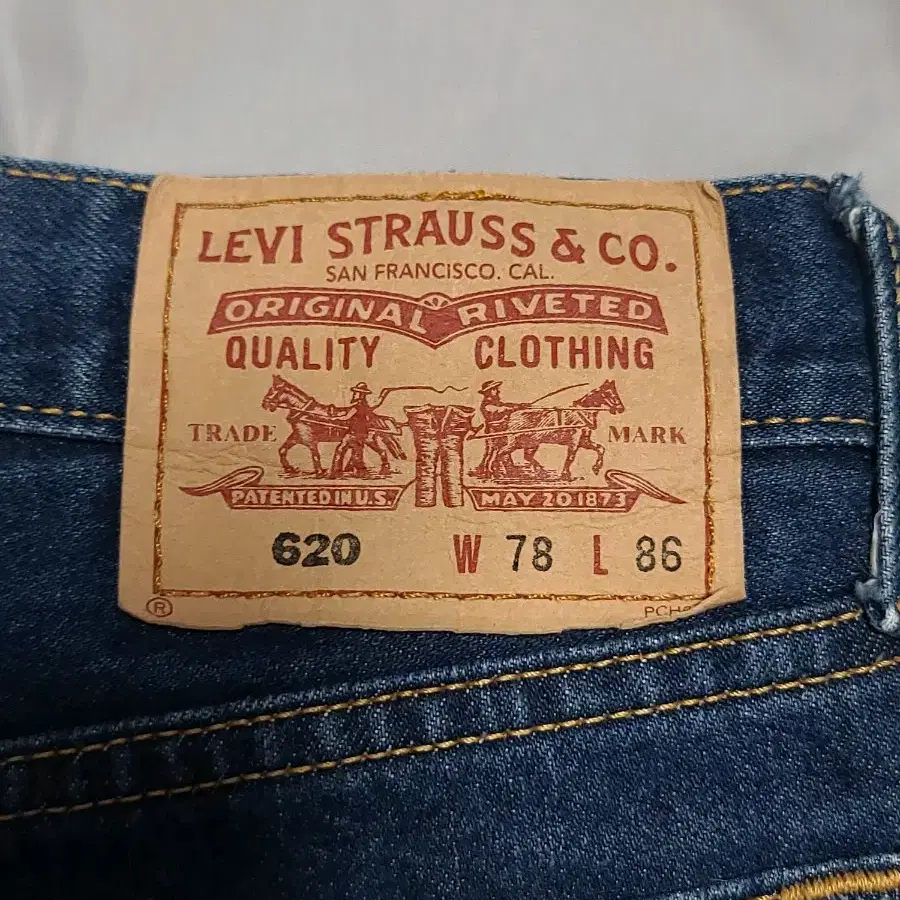 LEVI STRAUSS & CO.
SAN FRANCISCO. CAL.
ORIGINAL RIVETED
QUALITY CLOTHING
TRADE MARK
PATENTED IN U.S. MAY 20 1873
620 W 78 L 86
®